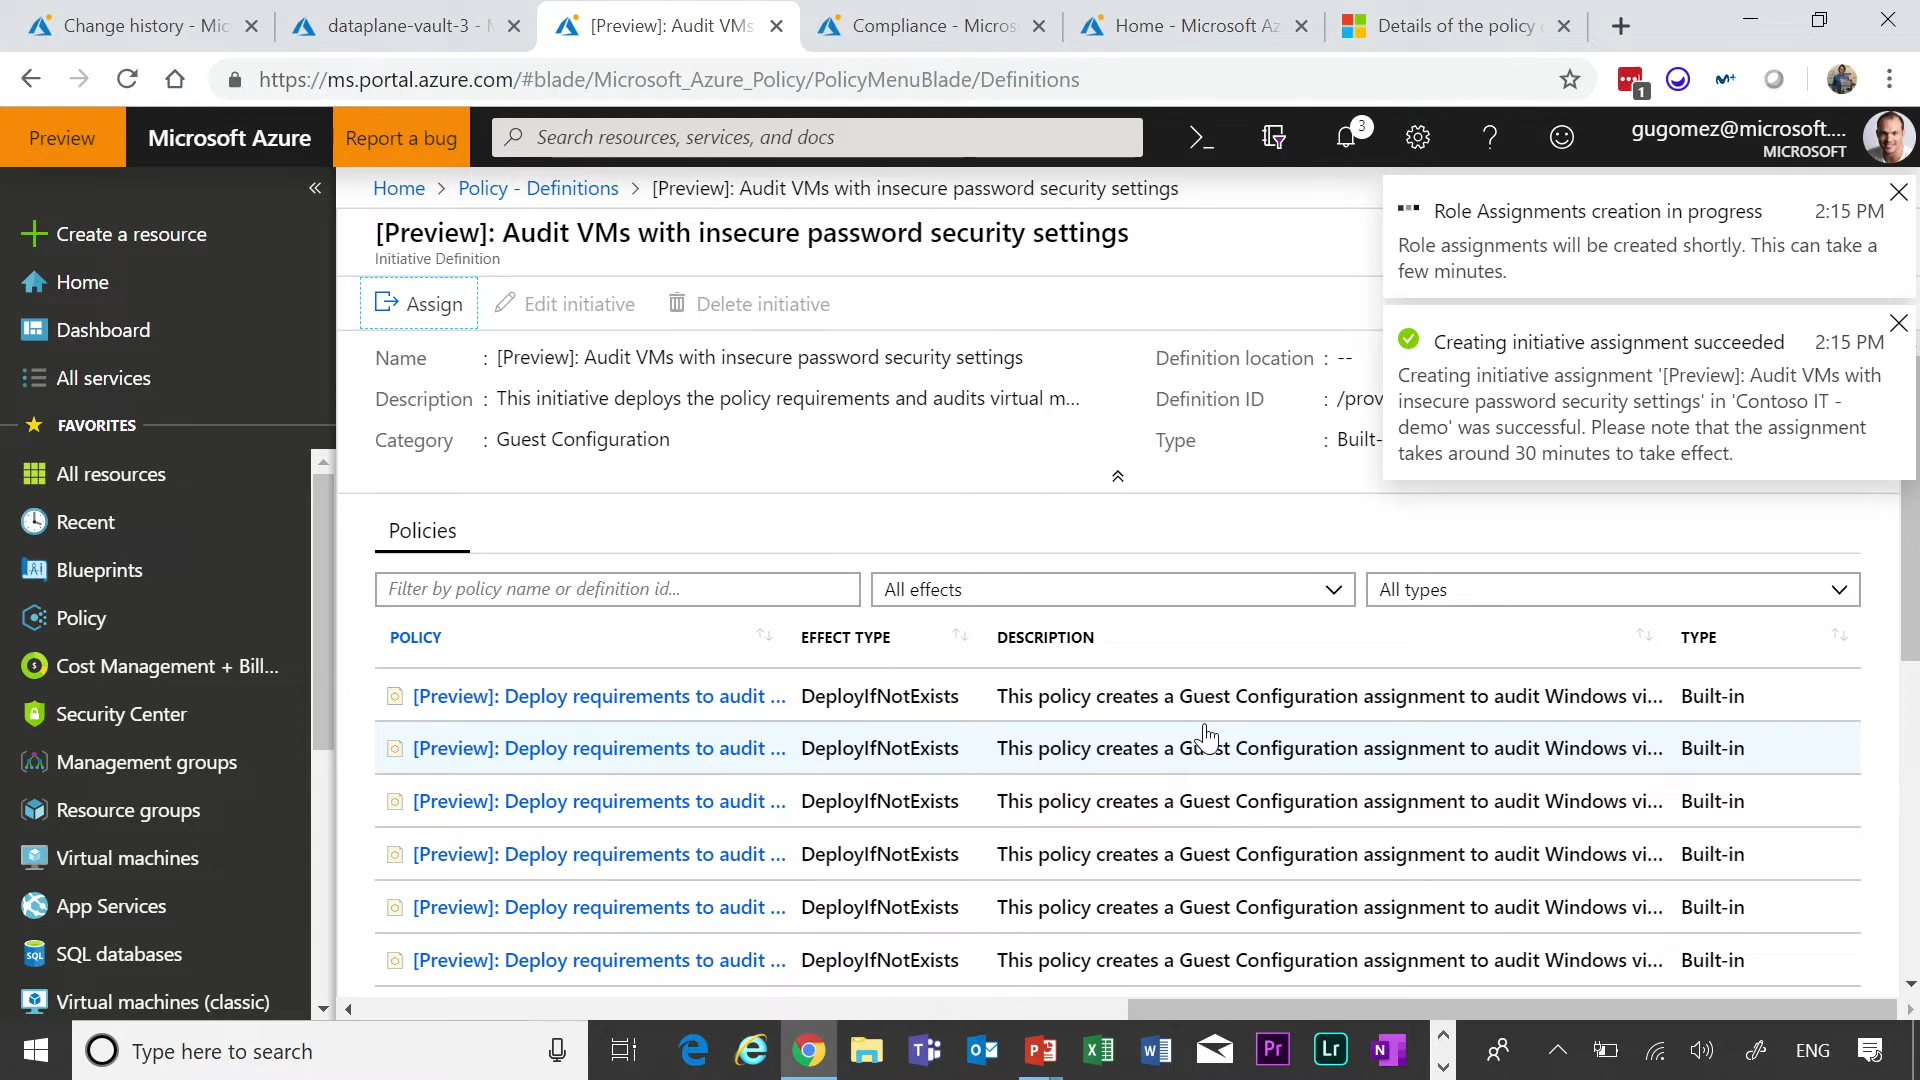 Change history - Mic
dataplane-vault-3 - M
[Preview]: Audit VMs
Compliance - Micros
Home - Microsoft Az
Details of the policy
https://ms.portal.azure.com/#blade/Microsoft_Azure_Policy/PolicyMenuBlade/Definitions
1
Preview
Microsoft Azure
Report a bug
Search resources, services, and docs
3
gugomez@microsoft....
MICROSOFT
Create a resource
Home
Dashboard
All services
FAVORITES
All resources
Recent
Blueprints
Policy
Cost Management + Bill...
Security Center
Management groups
Resource groups
Virtual machines
App Services
SQL databases
Virtual machines (classic)
Home > Policy - Definitions > [Preview]: Audit VMs with insecure password security settings
[Preview]: Audit VMs with insecure password security settings
Initiative Definition
Assign
Edit initiative
Delete initiative
Name : [Preview]: Audit VMs with insecure password security settings
Description : This initiative deploys the policy requirements and audits virtual m...
Category : Guest Configuration
Definition location : --
Definition ID : /prov
Type : Built-
Role Assignments creation in progress 2:15 PM
Role assignments will be created shortly. This can take a
few minutes.
Creating initiative assignment succeeded 2:15 PM
Creating initiative assignment '[Preview]: Audit VMs with
insecure password security settings' in 'Contoso IT -
demo' was successful. Please note that the assignment
takes around 30 minutes to take effect.
Policies
Filter by policy name or definition id...
All effects
All types
POLICY EFFECT TYPE DESCRIPTION TYPE
[Preview]: Deploy requirements to audit ... DeployIfNotExists This policy creates a Guest Configuration assignment to audit Windows vi... Built-in
[Preview]: Deploy requirements to audit ... DeployIfNotExists This policy creates a Guest Configuration assignment to audit Windows vi... Built-in
[Preview]: Deploy requirements to audit ... DeployIfNotExists This policy creates a Guest Configuration assignment to audit Windows vi... Built-in
[Preview]: Deploy requirements to audit ... DeployIfNotExists This policy creates a Guest Configuration assignment to audit Windows vi... Built-in
[Preview]: Deploy requirements to audit ... DeployIfNotExists This policy creates a Guest Configuration assignment to audit Windows vi... Built-in
[Preview]: Deploy requirements to audit ... DeployIfNotExists This policy creates a Guest Configuration assignment to audit Windows vi... Built-in
Type here to search
Pr
Lr
ENG